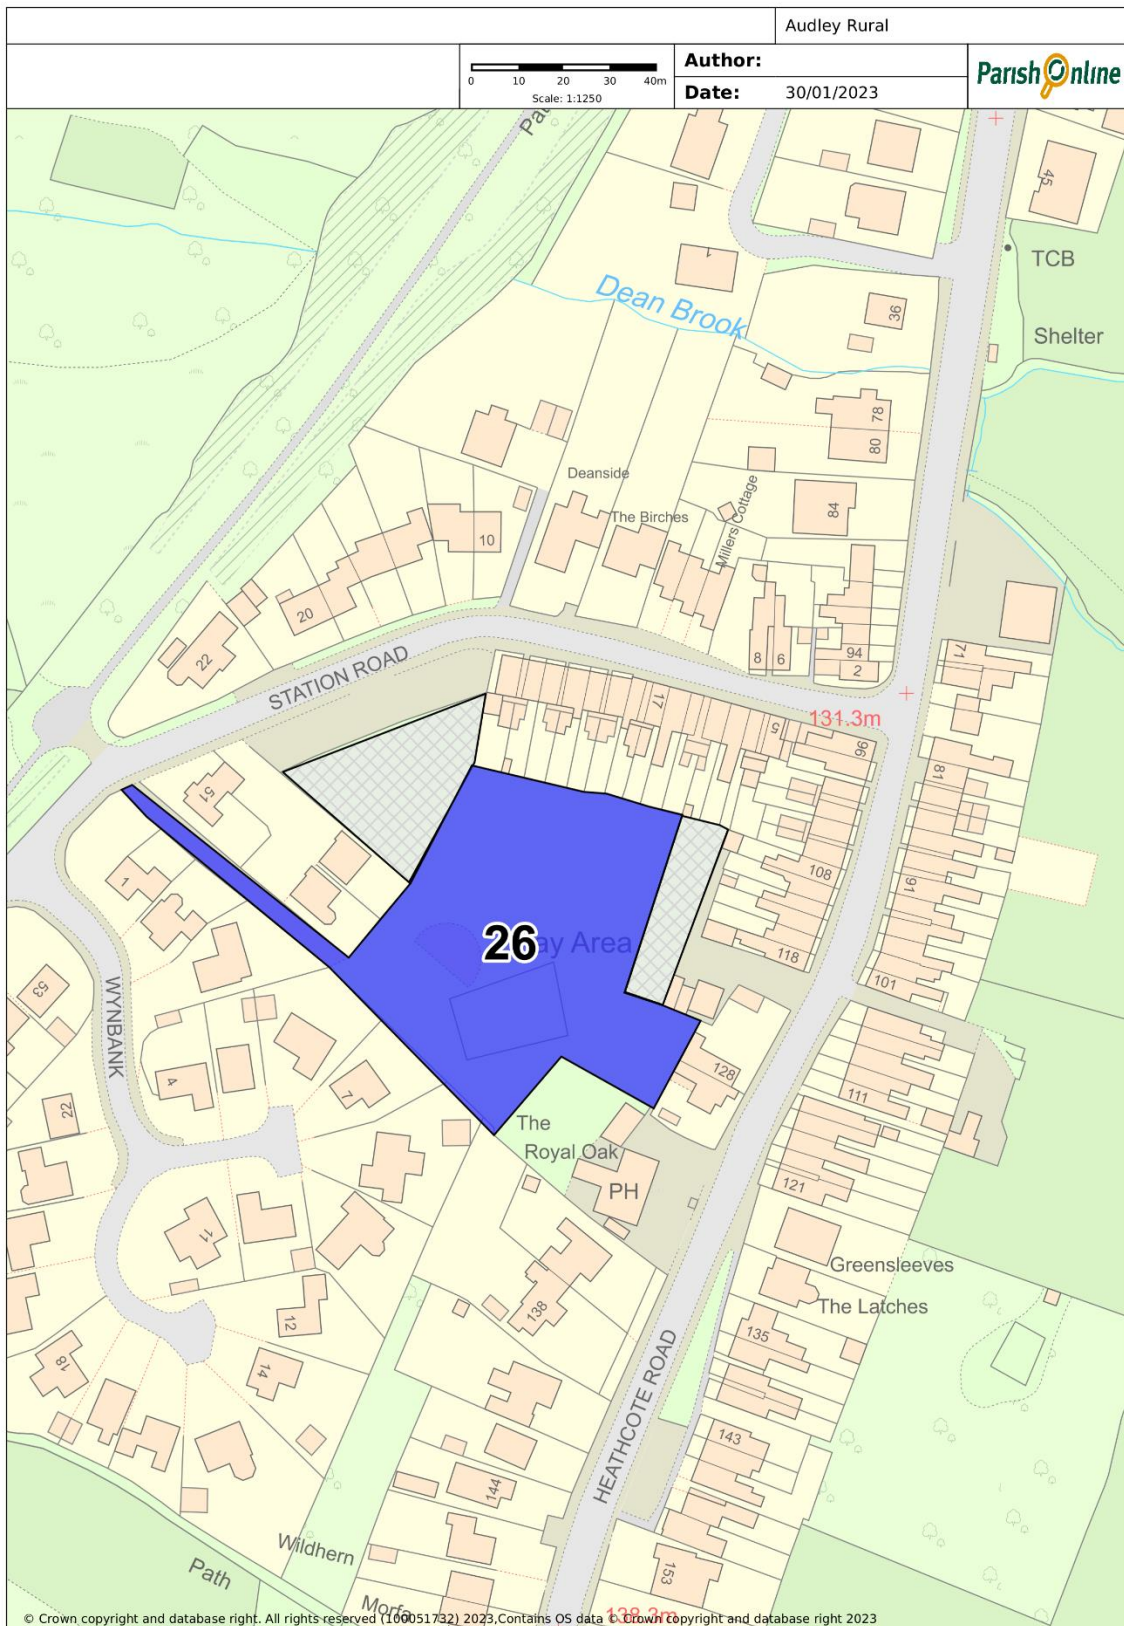 Audley Rural
0 10 20 30 40m
Scale: 1:1250
Author:
Date: 30/01/2023
Parish Online
45
TCB
1
Dean Brook
36
Shelter
78
80
Deanside
The Birches
Millers Cottage
84
10
20
22
8 6
94
2
STATION ROAD
17
5
131.3m
96
71
81
51
1
108
91
26
Area
118
101
53
WYNBANK
4
7
128
111
22
The
Royal Oak
PH
121
11
Greensleeves
The Latches
138
12
135
18
14
HEATHCOTE ROAD
143
144
Wildhern
Path
153
Morfa
138.3m
© Crown copyright and database right. All rights reserved (100051732) 2023,Contains OS data © Crown copyright and database right 2023